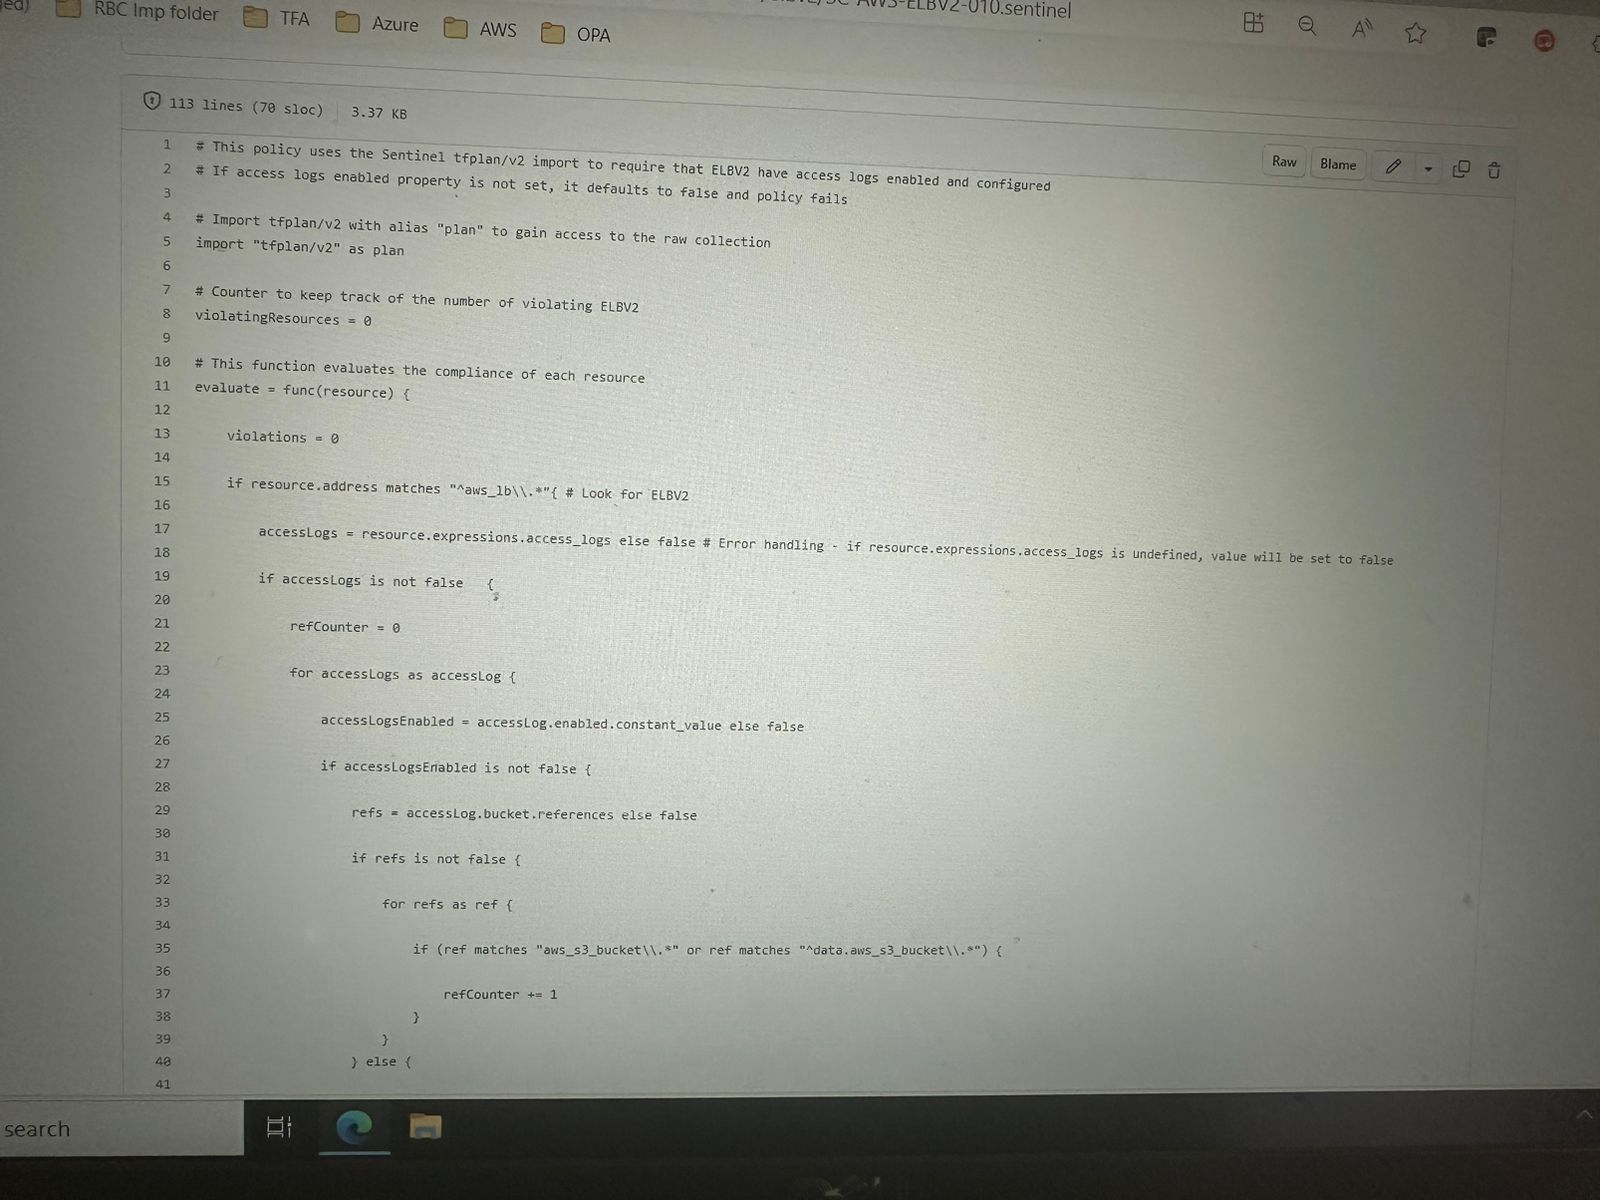 RBC Imp folder TFA Azure AWS OPA
AWS-ELBV2-010.sentinel
113 lines (70 sloc) 3.37 KB
Raw Blame
1 # This policy uses the Sentinel tfplan/v2 import to require that ELBV2 have access logs enabled and configured
2 # If access logs enabled property is not set, it defaults to false and policy fails
3
4 # Import tfplan/v2 with alias "plan" to gain access to the raw collection
5 import "tfplan/v2" as plan
6
7 # Counter to keep track of the number of violating ELBV2
8 violatingResources = 0
9
10 # This function evaluates the compliance of each resource
11 evaluate = func(resource) {
12
13 violations = 0
14
15 if resource.address matches "^aws_lb\\.*"{ # Look for ELBV2
16
17 accessLogs = resource.expressions.access_logs else false # Error handling - if resource.expressions.access_logs is undefined, value will be set to false
18
19 if accessLogs is not false {
20
21 refCounter = 0
22
23 for accessLogs as accessLog {
24
25 accessLogsEnabled = accessLog.enabled.constant_value else false
26
27 if accessLogsEnabled is not false {
28
29 refs = accessLog.bucket.references else false
30
31 if refs is not false {
32
33 for refs as ref {
34
35 if (ref matches "aws_s3_bucket\\.*" or ref matches "^data.aws_s3_bucket\\.*") {
36
37 refCounter += 1
38 }
39 }
40 } else {
41
search